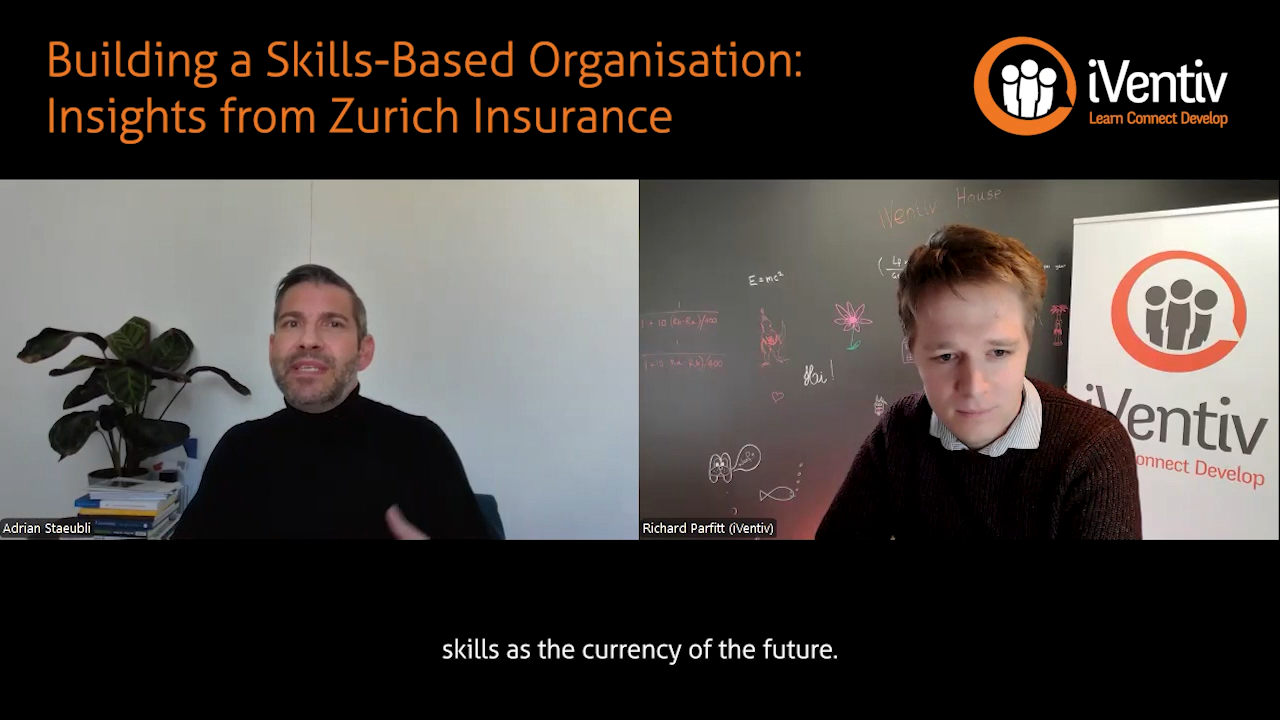 Building a Skills-Based Organisation:
Insights from Zurich Insurance
iVentiv
Learn Connect Develop
iVentiv House
E=mc²
Hi!
iVentiv
onnect Develop
Adrian Staeubli
Richard Parfitt (iVentiv)
skills as the currency of the future.